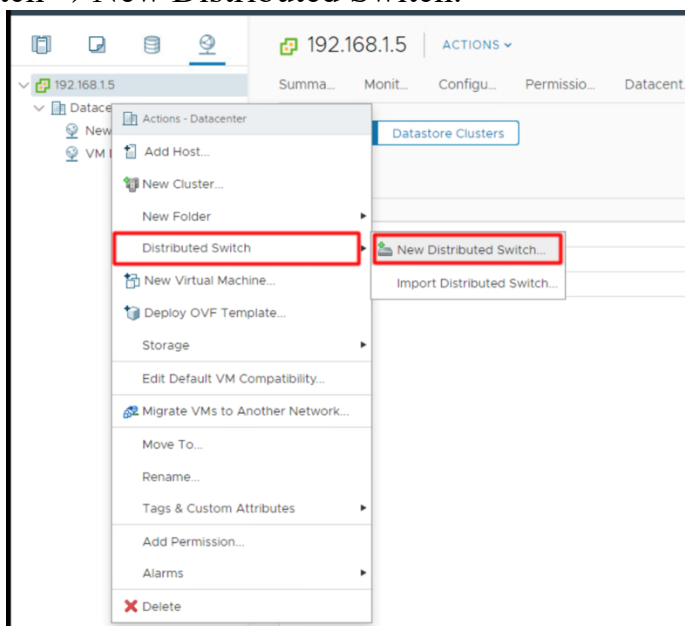 → New Distributed Switch.
192.168.1.5 ACTIONS
192.168.1.5
Summa... Monit... Configu... Permissio... Datacent.
Datace
New
VM
Datastore Clusters
Actions - Datacenter
Add Host...
New Cluster...
New Folder
Distributed Switch
New Distributed Switch...
Import Distributed Switch...
New Virtual Machine...
Deploy OVF Template...
Storage
Edit Default VM Compatibility...
Migrate VMs to Another Network...
Move To...
Rename...
Tags & Custom Attributes
Add Permission...
Alarms
Delete